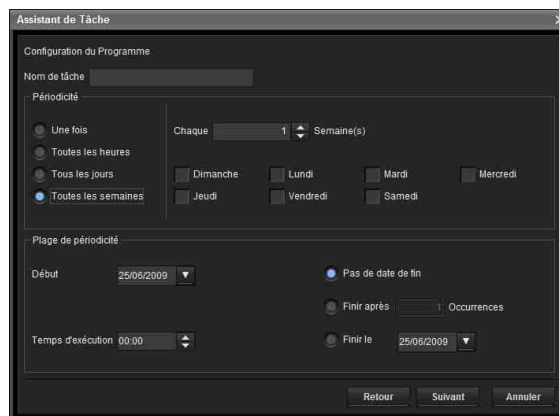 Assistant de Tâche
Configuration du Programme
Nom de tâche
Périodicité
Une fois
Chaque 1 Semaine(s)
Toutes les heures
Tous les jours
Dimanche Lundi Mardi Mercredi
Toutes les semaines
Jeudi Vendredi Samedi
Plage de périodicité
Début 25/06/2009
Pas de date de fin
Finir après 1 Occurrences
Temps d'exécution 00:00
Finir le 25/06/2009
Retour Suivant Annuler